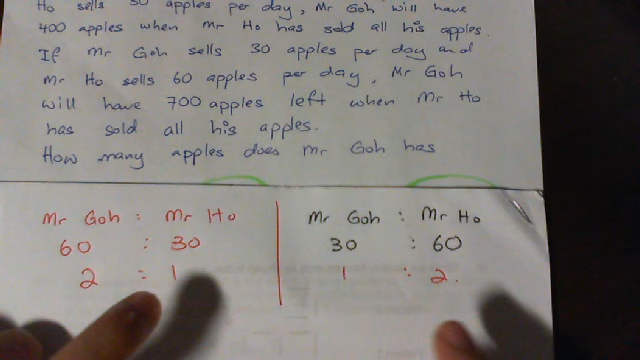 Ho sells 30 apples per day, Mr Goh will have
400 apples when Mr Ho has sold all his apples.
If Mr Goh sells 30 apples per day and
Mr Ho sells 60 apples per day, Mr Goh
will have 700 apples left when Mr Ho
has sold all his apples.
How many apples does Mr Goh has
Mr Goh : Mr Ho
60 : 30
2 : 1
Mr Goh : Mr Ho
30 : 60
1 : 2.